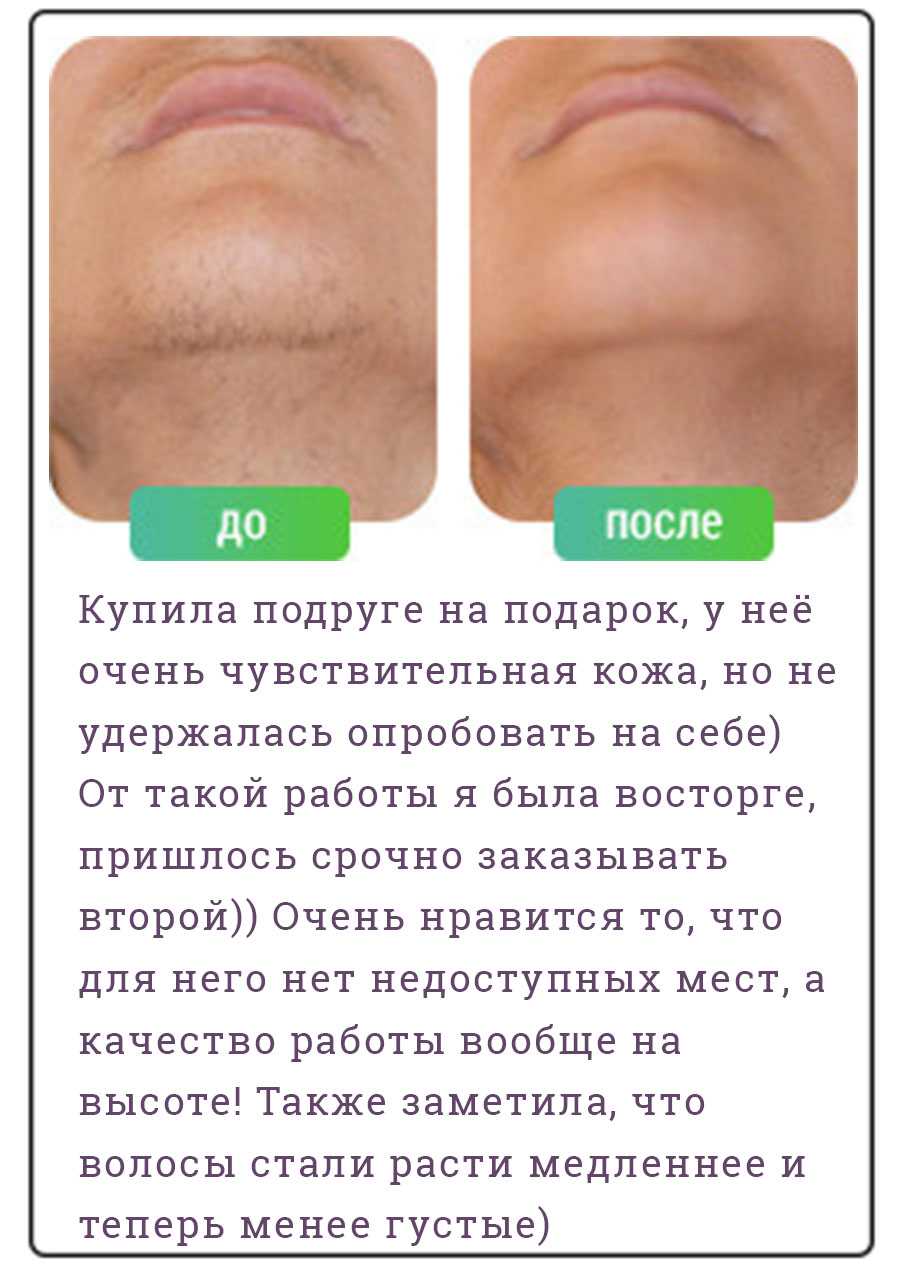 до
после
Купила подруге на подарок, у неё
очень чувствительная кожа, но не
удержалась опробовать на себе)
От такой работы я была восторге,
пришлось срочно заказывать
второй)) Очень нравится то, что
для него нет недоступных мест, а
качество работы вообще на
высоте! Также заметила, что
волосы стали расти медленнее и
теперь менее густые)